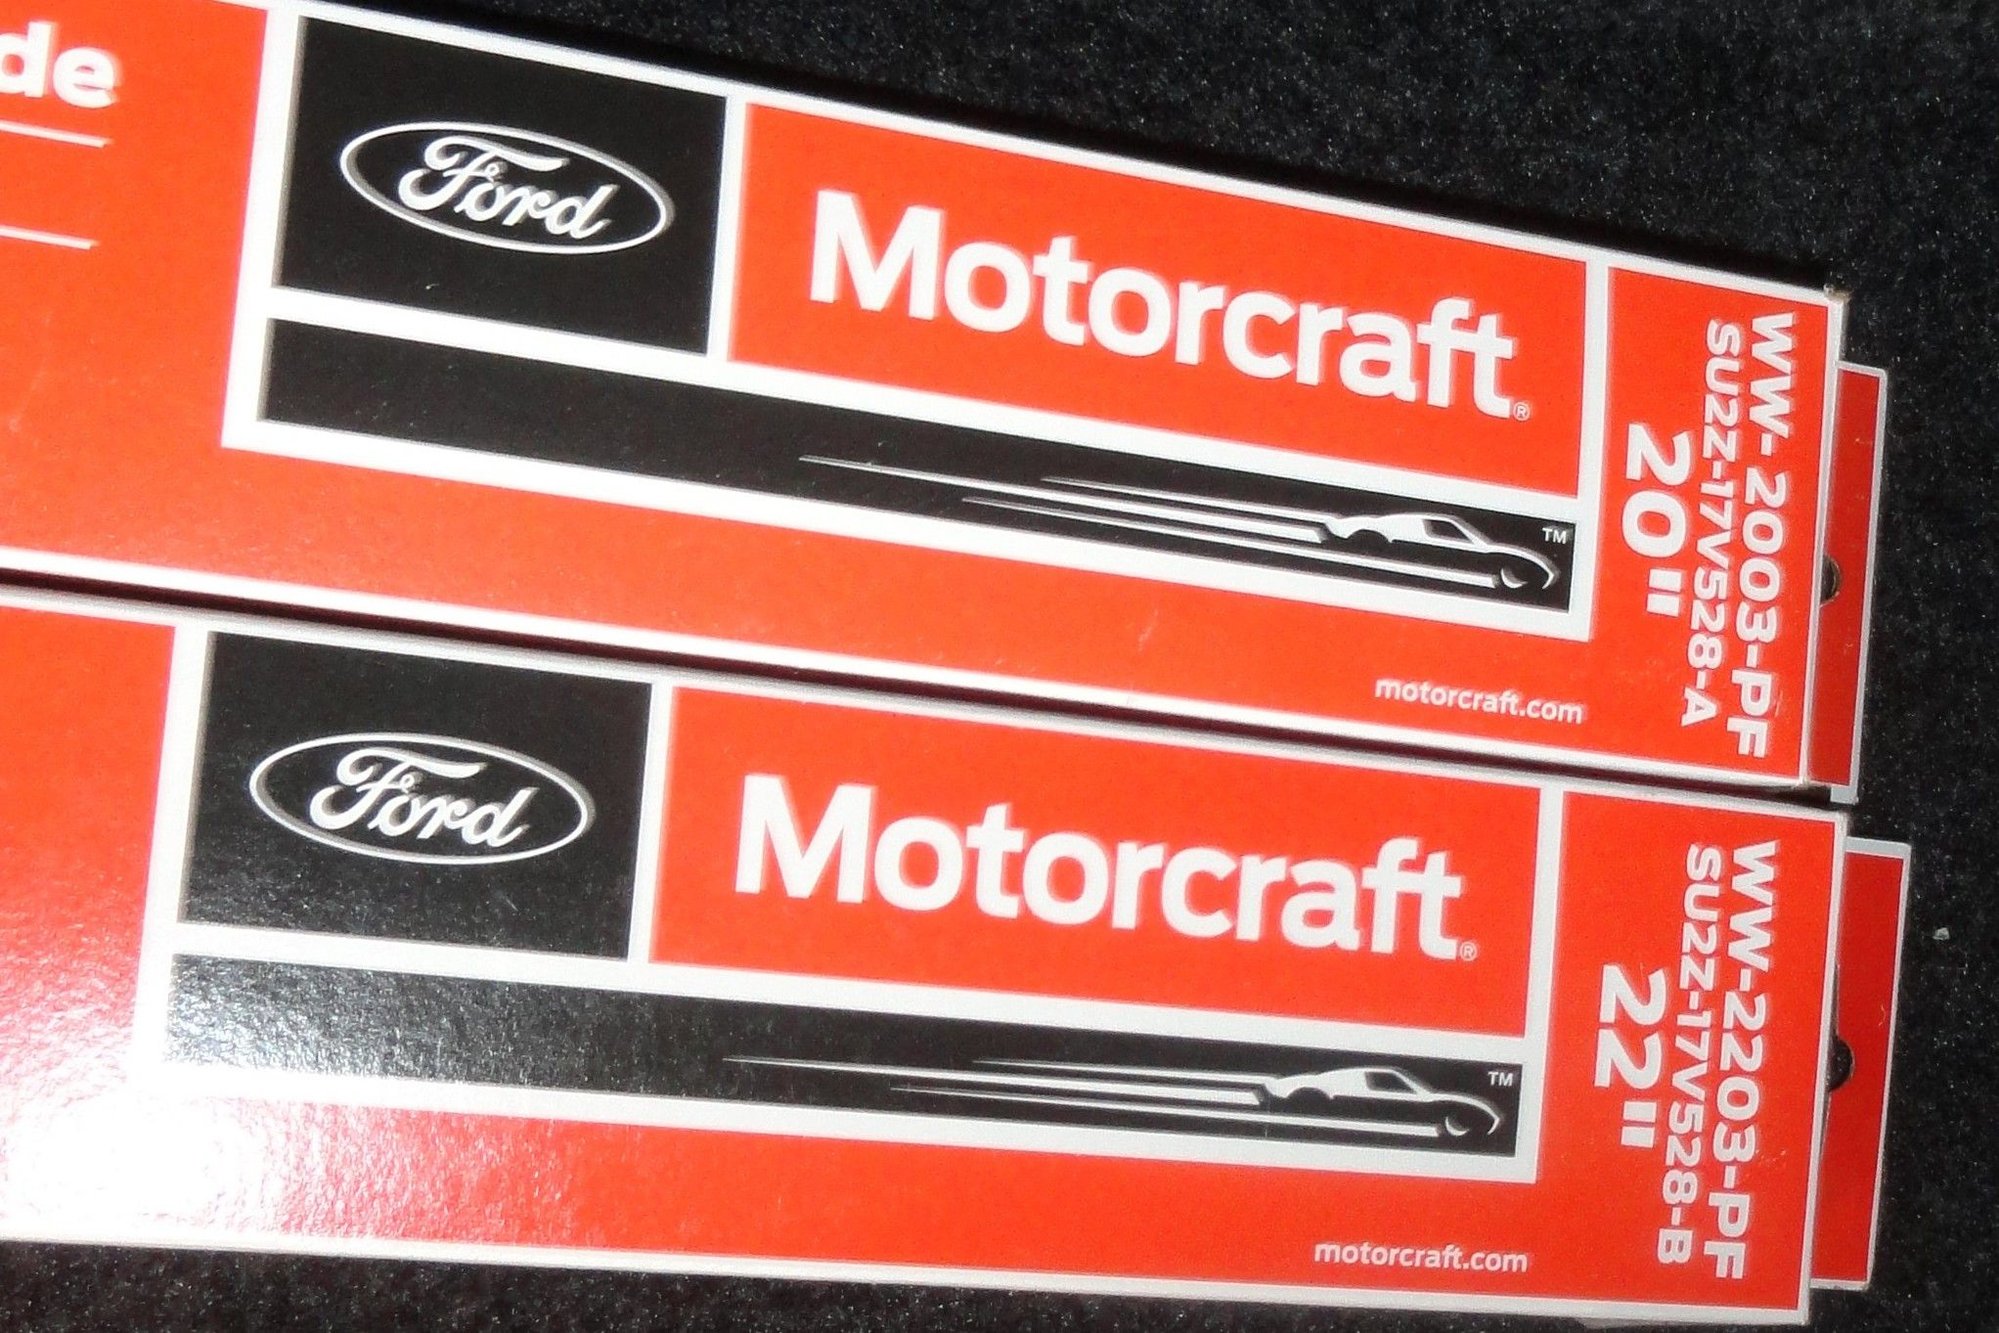 de
Ford
Motorcraft®
TM
motorcraft.com
WW-2003-PF
SU2Z-17V528-A
20"
Ford
Motorcraft®
TM
motorcraft.com
WW-2203-PF
SU2Z-17V528-B
22"